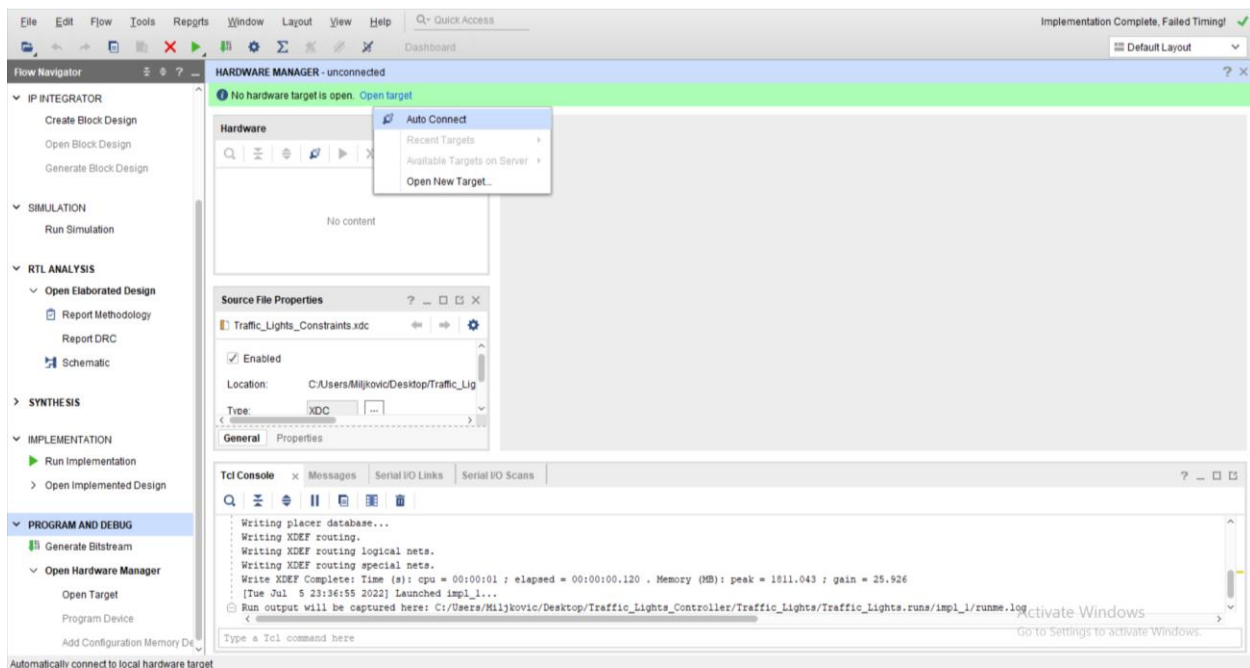 File Edit Flow Tools Reports Window Layout View Help Quick Access Implementation Complete, Failed Timing!
Dashboard Default Layout
Flow Navigator
IP INTEGRATOR
Create Block Design
Open Block Design
Generate Block Design
SIMULATION
Run Simulation
RTL ANALYSIS
Open Elaborated Design
Report Methodology
Report DRC
Schematic
SYNTHESIS
IMPLEMENTATION
Run Implementation
Open Implemented Design
PROGRAM AND DEBUG
Generate Bitstream
Open Hardware Manager
Open Target
Program Device
Add Configuration Memory De
HARDWARE MANAGER - unconnected
No hardware target is open. Open target
Auto Connect
Recent Targets
Available Targets on Server
Open New Target...
Hardware
No content
Source File Properties
Traffic_Lights_Constraints.xdc
Enabled
Location: C:/Users/Miljkovic/Desktop/Traffic_Lig
Type: XDC ...
General Properties
Tcl Console Messages Serial I/O Links Serial I/O Scans
Writing placer database...
Writing XDEF routing.
Writing XDEF routing logical nets.
Writing XDEF routing special nets.
Write XDEF Complete: Time (s): cpu = 00:00:01 ; elapsed = 00:00:00.120 . Memory (MB): peak = 1811.043 ; gain = 25.926
[Tue Jul 5 23:36:55 2022] Launched impl_1...
Run output will be captured here: C:/Users/Miljkovic/Desktop/Traffic_Lights_Controller/Traffic_Lights/Traffic_Lights.runs/impl_1/runme.log
Type a Tcl command here
Activate Windows
Go to Settings to activate Windows.
Automatically connect to local hardware target